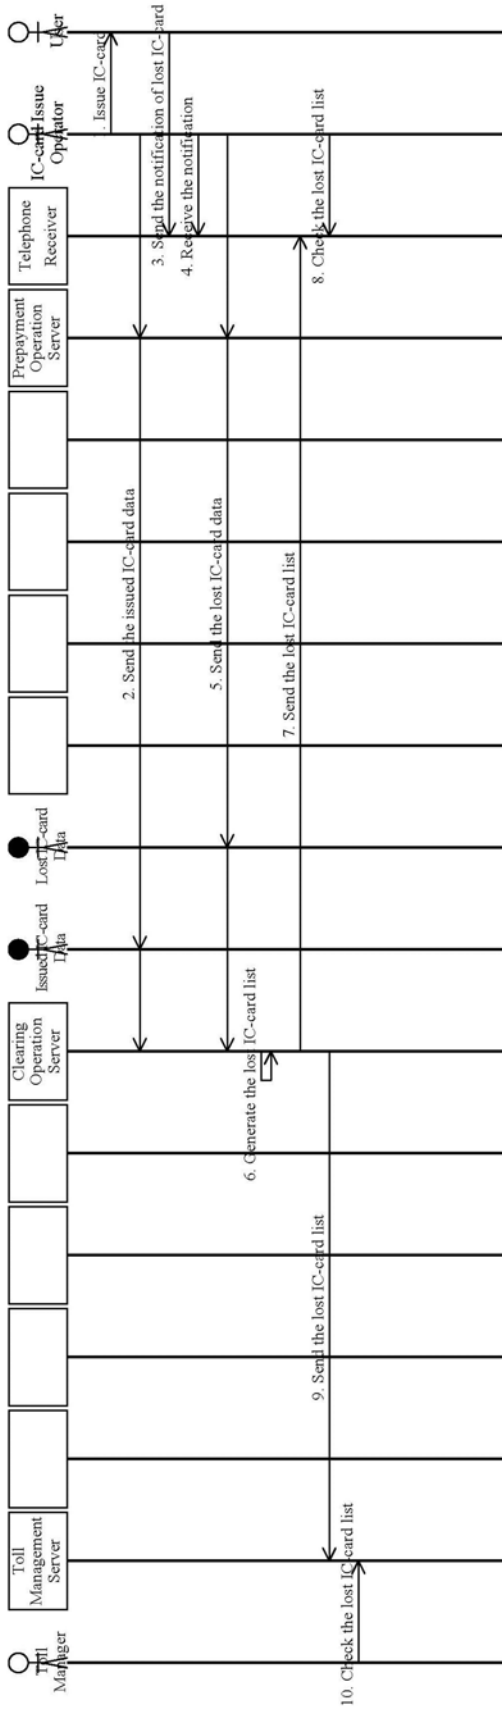 User
IC-card Issue
Operator
Telephone
Receiver
Prepayment
Operation
Server
Lost IC-card
Data
Issued IC-card
Data
Clearing
Operation
Server
Toll
Management
Server
Toll
Manager
1. Issue IC-card
2. Send the issued IC-card data
3. Send the notification of lost IC-card
4. Receive the notification
5. Send the lost IC-card data
6. Generate the lost IC-card list
7. Send the lost IC-card list
8. Check the lost IC-card list
9. Send the lost IC-card list
10. Check the lost IC-card list